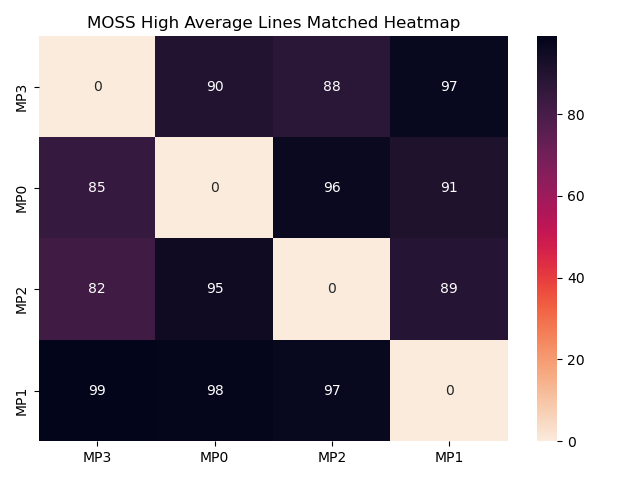 MOSS High Average Lines Matched Heatmap
MP3 0 90 88 97
MP0 85 0 96 91
MP2 82 95 0 89
MP1 99 98 97 0
MP3 MP0 MP2 MP1
80
60
40
20
0